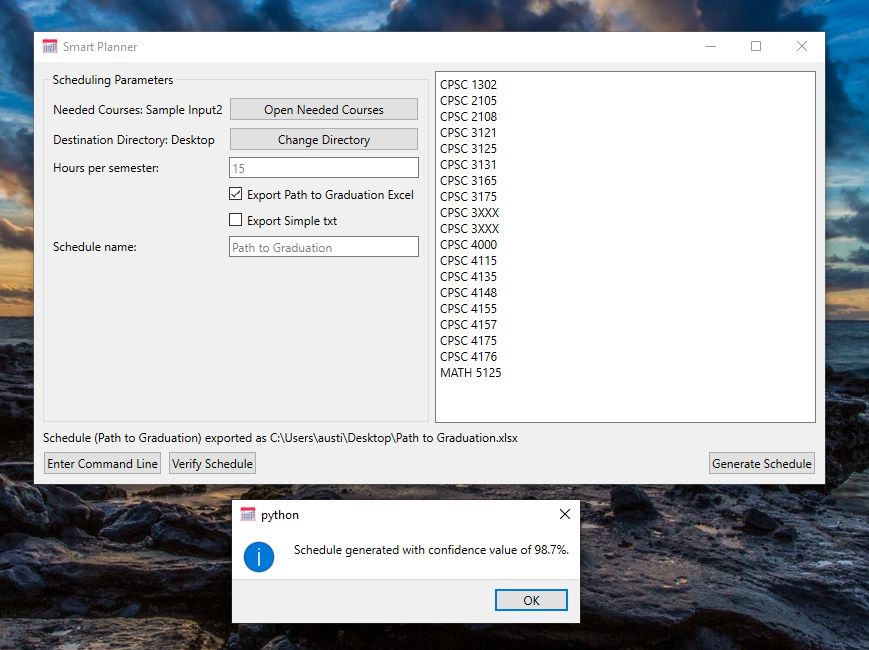 Smart Planner
Scheduling Parameters
Needed Courses: Sample Input2
Open Needed Courses
Destination Directory: Desktop
Change Directory
Hours per semester:
15
Export Path to Graduation Excel
Export Simple txt
Schedule name:
Path to Graduation
CPSC 1302
CPSC 2105
CPSC 2108
CPSC 3121
CPSC 3125
CPSC 3131
CPSC 3165
CPSC 3175
CPSC 3XXX
CPSC 3XXX
CPSC 4000
CPSC 4115
CPSC 4135
CPSC 4148
CPSC 4155
CPSC 4157
CPSC 4175
CPSC 4176
MATH 5125
Schedule (Path to Graduation) exported as C:\Users\austi\Desktop\Path to Graduation.xlsx
Enter Command Line
Verify Schedule
Generate Schedule
python
Schedule generated with confidence value of 98.7%.
OK